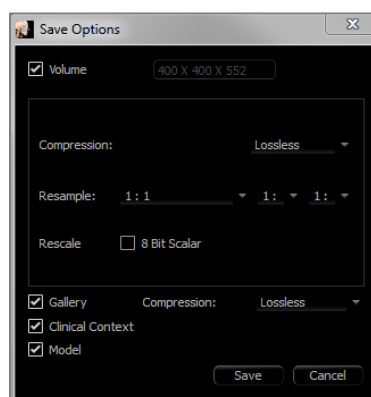 Save Options
Volume 400 X 400 X 552
Compression: Lossless
Resample: 1 : 1 1 : 1 :
Rescale 8 Bit Scalar
Gallery Compression: Lossless
Clinical Context
Model
Save Cancel